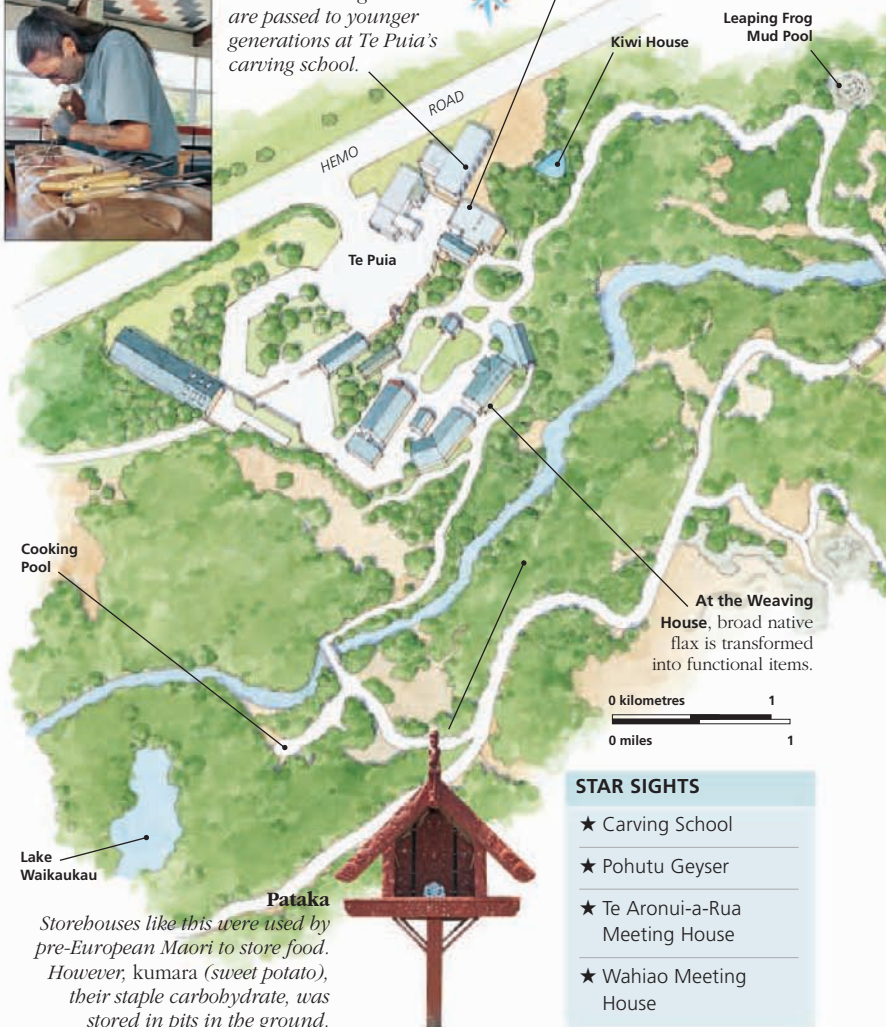 are passed to younger
generations at Te Puia's
carving school.
Leaping Frog
Mud Pool
Kiwi House
HEMO ROAD
Te Puia
Cooking
Pool
At the Weaving
House, broad native
flax is transformed
into functional items.
0 kilometres 1
0 miles 1
STAR SIGHTS
★ Carving School
★ Pohutu Geyser
★ Te Aronui-a-Rua
Meeting House
★ Wahiao Meeting
House
Lake
Waikaukau
Pataka
Storehouses like this were used by
pre-European Maori to store food.
However, kumara (sweet potato),
their staple carbohydrate, was
stored in pits in the ground.